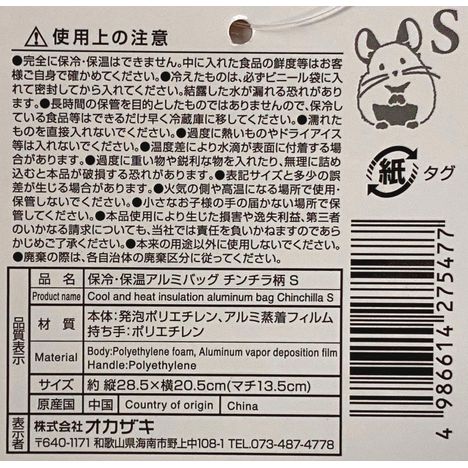 ⚠使用上の注意
S
●完全に保冷・保温はできません。中に入れた食品の鮮度等はお客
様ご自身で確かめてください。●冷えたものは、必ずビニール袋に入
れて密封してから入れてください。結露した水が漏れる恐れがあり
ます。●長時間の保管を目的としたものではありませんので、保冷し
ている食品等はできるだけ早く冷蔵庫に移してください。●濡れた
ものを直接入れないでください。●過度に熱いものやドライアイス
等は入れないでください。●温度差により水滴が表面に付着する場
合があります。●過度に重い物や鋭利な物を入れたり、無理に詰め
込むと本品が破損する恐れがあります。●表記サイズと多少の誤
差が生じる場合があります。●火気の側や高温になる場所で使用・
保管しないでください。●小さなお子様の手の届かない場所で保
管してください。●本品使用により生じた損害や逸失利益、第三者
のいかなる請求についても、当社では責任を負いかねますのであら
かじめご了承ください。●本来の用途以外に使用しないでください。
●廃棄の際は、各自治体の廃棄区分に従ってください。
紙 タグ
品質表示
品 名 保冷・保温アルミバッグ チンチラ柄 S
Product name Cool and heat insulation aluminum bag Chinchilla S
材 質 本体:発泡ポリエチレン、アルミ蒸着フィルム
持ち手:ポリエチレン
Material Body:Polyethylene foam, Aluminum vapor deposition film
Handle:Polyethylene
サイズ 約 縦28.5×横20.5cm(マチ13.5cm)
原産国 中国 Country of origin China
表示者 株式会社オカザキ
〒640-1171 和歌山県海南市野上中108-1 TEL.073-487-4778
4 986614 275477